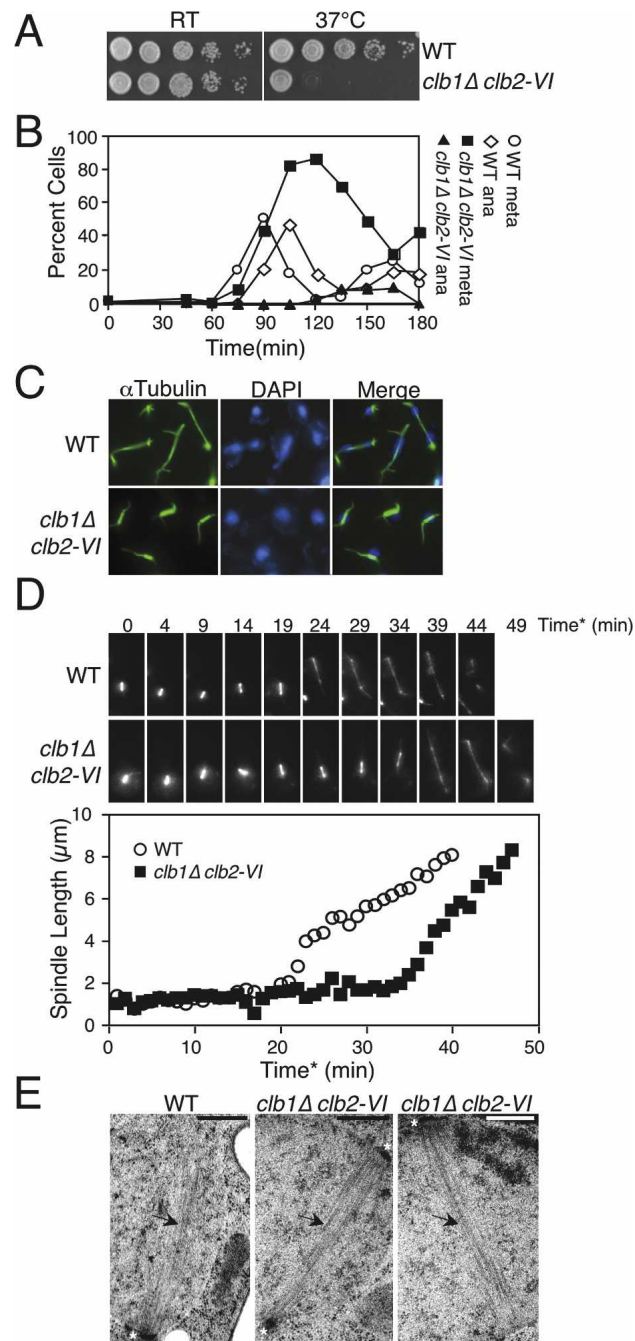 A
RT 37°C
WT
clb1Δ clb2-VI
B
Percent Cells
100
80
60
40
20
0
0 30 60 90 120 150 180
Time(min)
WT meta
WT ana
clb1Δ clb2-VI meta
clb1Δ clb2-VI ana
C
αTubulin DAPI Merge
WT
clb1Δ
clb2-VI
D
0 4 9 14 19 24 29 34 39 44 49 Time* (min)
WT
clb1Δ
clb2-VI
Spindle Length (µm)
10
8
6
4
2
0
WT
clb1Δ clb2-VI
0 10 20 30 40 50
Time* (min)
E
WT clb1Δ clb2-VI clb1Δ clb2-VI
*
*
*
*